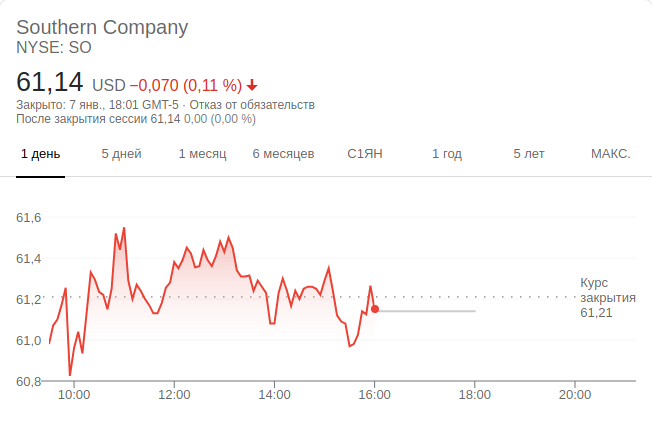 Southern Company
NYSE: SO
61,14 USD −0,070 (0,11 %)
Закрыто: 7 янв., 18:01 GMT-5 · Отказ от обязательств
После закрытия сессии 61,14 0,00 (0,00 %)
1 день 5 дней 1 месяц 6 месяцев С1ЯН 1 год 5 лет МАКС.
61,6
61,4
61,2
61,0
60,8
Курс
закрытия
61,21
10:00 12:00 14:00 16:00 18:00 20:00